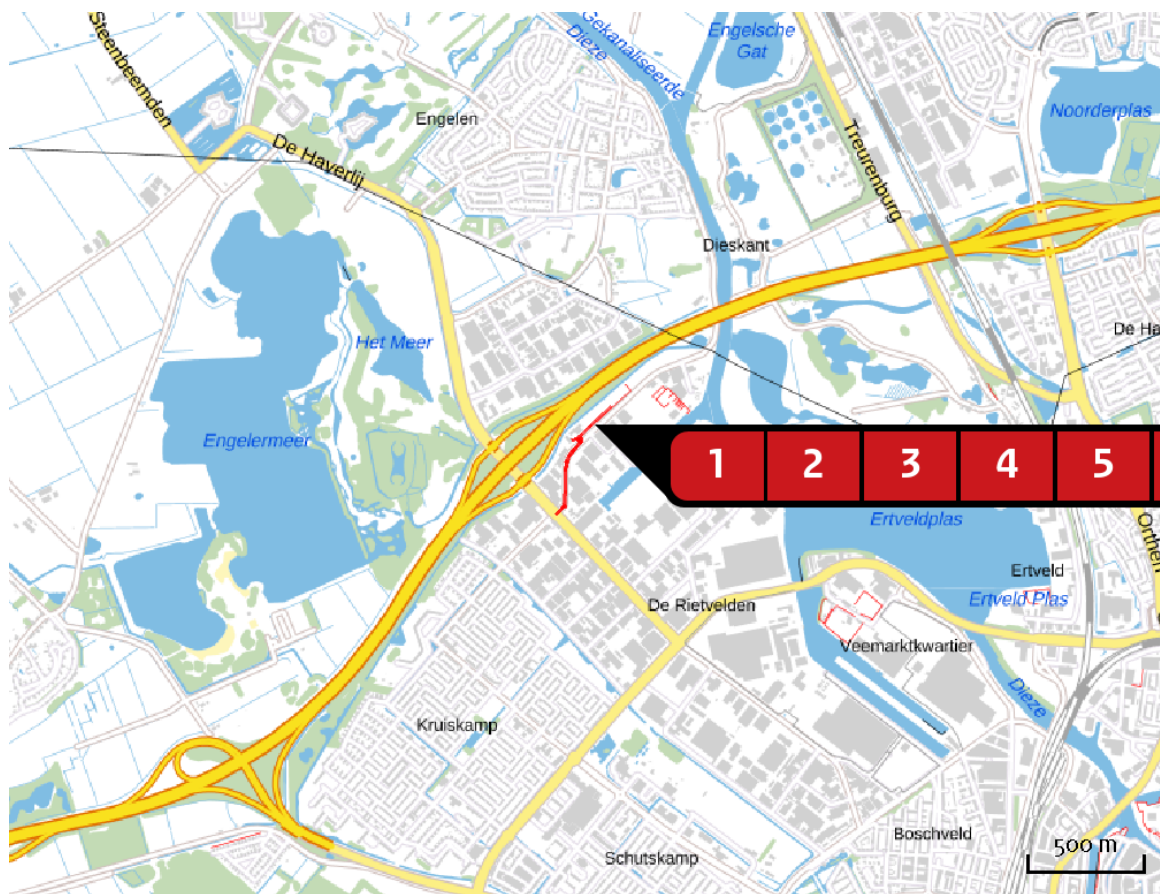 Steenbeemden
Gekanaliseerde
Dieze
Engelsche
Gat
Noorderplas
Engelen
De Haverlij
Treurenburg
Dieskant
Het Meer
De Ha
Engelermeer
1
2
3
4
5
Ertveldplas
Orthen
Ertveld
Ertveld Plas
De Rietvelden
Veemarktkwartier
Dieze
Kruiskamp
Boschveld
500 m
Schutskamp